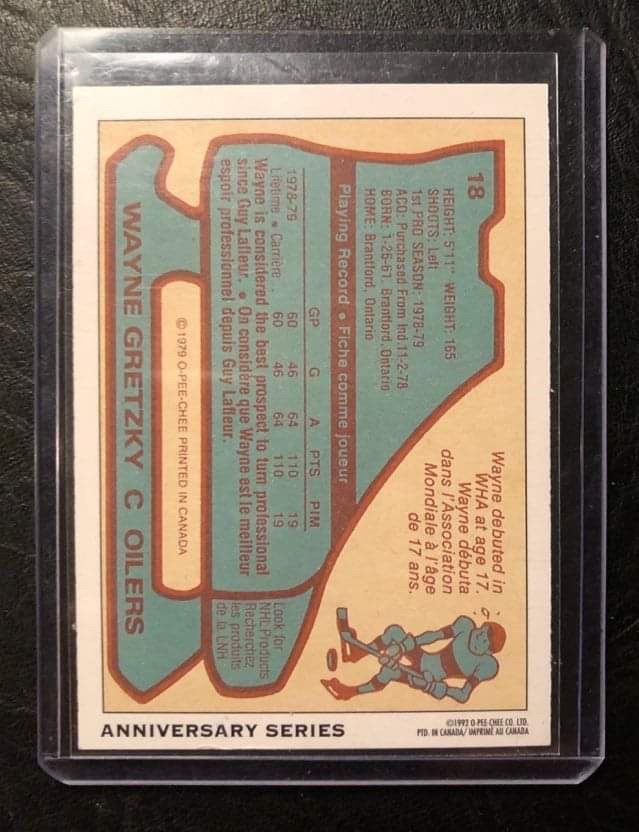 18
HEIGHT: 5'11" WEIGHT: 165
SHOOTS: Left
1st PRO SEASON: 1978-79
ACQ: Purchased From Ind 11-2-78
BORN: 1-26-61, Brantford, Ontario
HOME: Brantford, Ontario
Playing Record • Fiche comme joueur
GP G A PTS PIM
1978-79 60 46 64 110 19
Lifetime • Carrière 60 46 64 110 19
Wayne is considered the best prospect to turn professional
since Guy Lafleur. • On considère que Wayne est le meilleur
espoir professionnel depuis Guy Lafleur.
Wayne debuted in
WHA at age 17.
Wayne débuta
dans l'Association
Mondiale à l'âge
de 17 ans.
Look for
NHL Products
Recherchez
les produits
de la LNH
© 1979 O-PEE-CHEE PRINTED IN CANADA
WAYNE GRETZKY C OILERS
ANNIVERSARY SERIES
©1992 O-PEE-CHEE CO. LTD.
PTD. IN CANADA/IMPRIMÉ AU CANADA